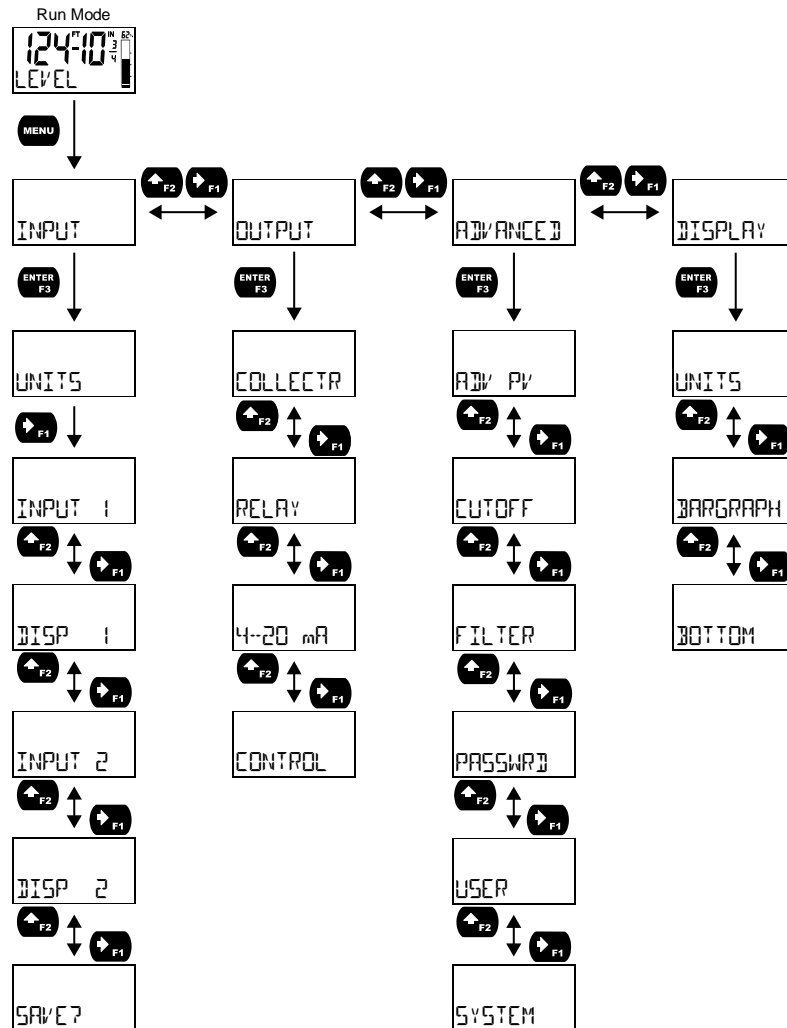 Run Mode
124 FT -10 IN 3/4 62%
LEVEL
MENU
F2 F1 F2 F1 F2 F1
INPUT OUTPUT ADVANCED DISPLAY
ENTER F3 ENTER F3 ENTER F3 ENTER F3
UNITS COLLECTR ADV PV UNITS
F1 F2 F1 F2 F1 F2 F1
INPUT 1 RELAY CUTOFF BARGRAPH
F2 F1 F2 F1 F2 F1 F2 F1
DISP 1 4-20 mA FILTER BOTTOM
F2 F1 F2 F1 F2 F1
INPUT 2 CONTROL PASSWRD
F2 F1 F2 F1
DISP 2 USER
F2 F1 F2 F1
SAVE? SYSTEM